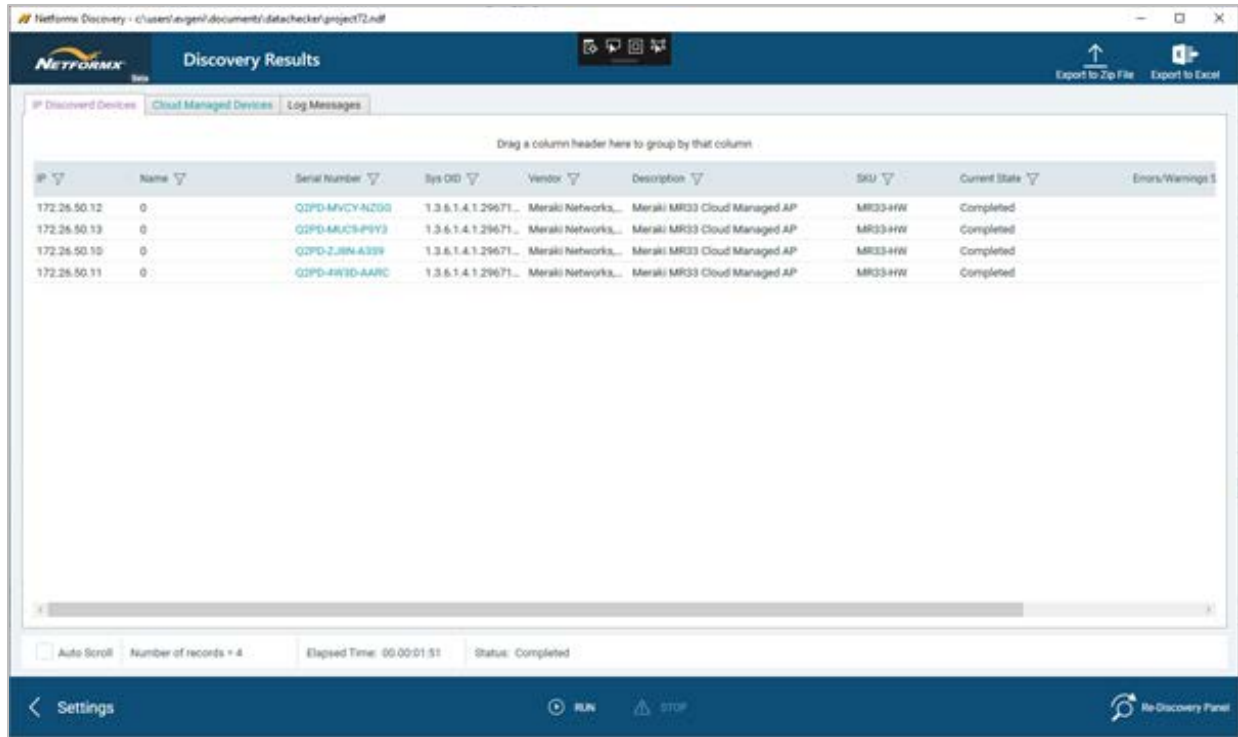 Netformx Discovery - c:\users\evgeni\documents\datachecker\project72.ndf
NETFORMX
Beta
Discovery Results
Export to Zip File Export to Excel
IP Discoverd Devices Cloud Managed Devices Log Messages
Drag a column header here to group by that column
IP Name Serial Number Sys OID Vendor Description SKU Current State Errors/Warnings S
172.26.50.12 0 Q2PD-MVCY-NZGG 1.3.6.1.4.1.29671... Meraki Networks,... Meraki MR33 Cloud Managed AP MR33-HW Completed
172.26.50.13 0 1.3.6.1.4.1.29671... Meraki Networks,... Meraki MR33 Cloud Managed AP MR33-HW Completed
172.26.50.10 0 1.3.6.1.4.1.29671... Meraki Networks,... Meraki MR33 Cloud Managed AP MR33-HW Completed
172.26.50.11 0 Q2PD-4W3D-AARC 1.3.6.1.4.1.29671... Meraki Networks,... Meraki MR33 Cloud Managed AP MR33-HW Completed
Auto Scroll Number of records = 4 Elapsed Time: 00.00:01:51 Status: Completed
Settings RUN STOP Re-Discovery Panel